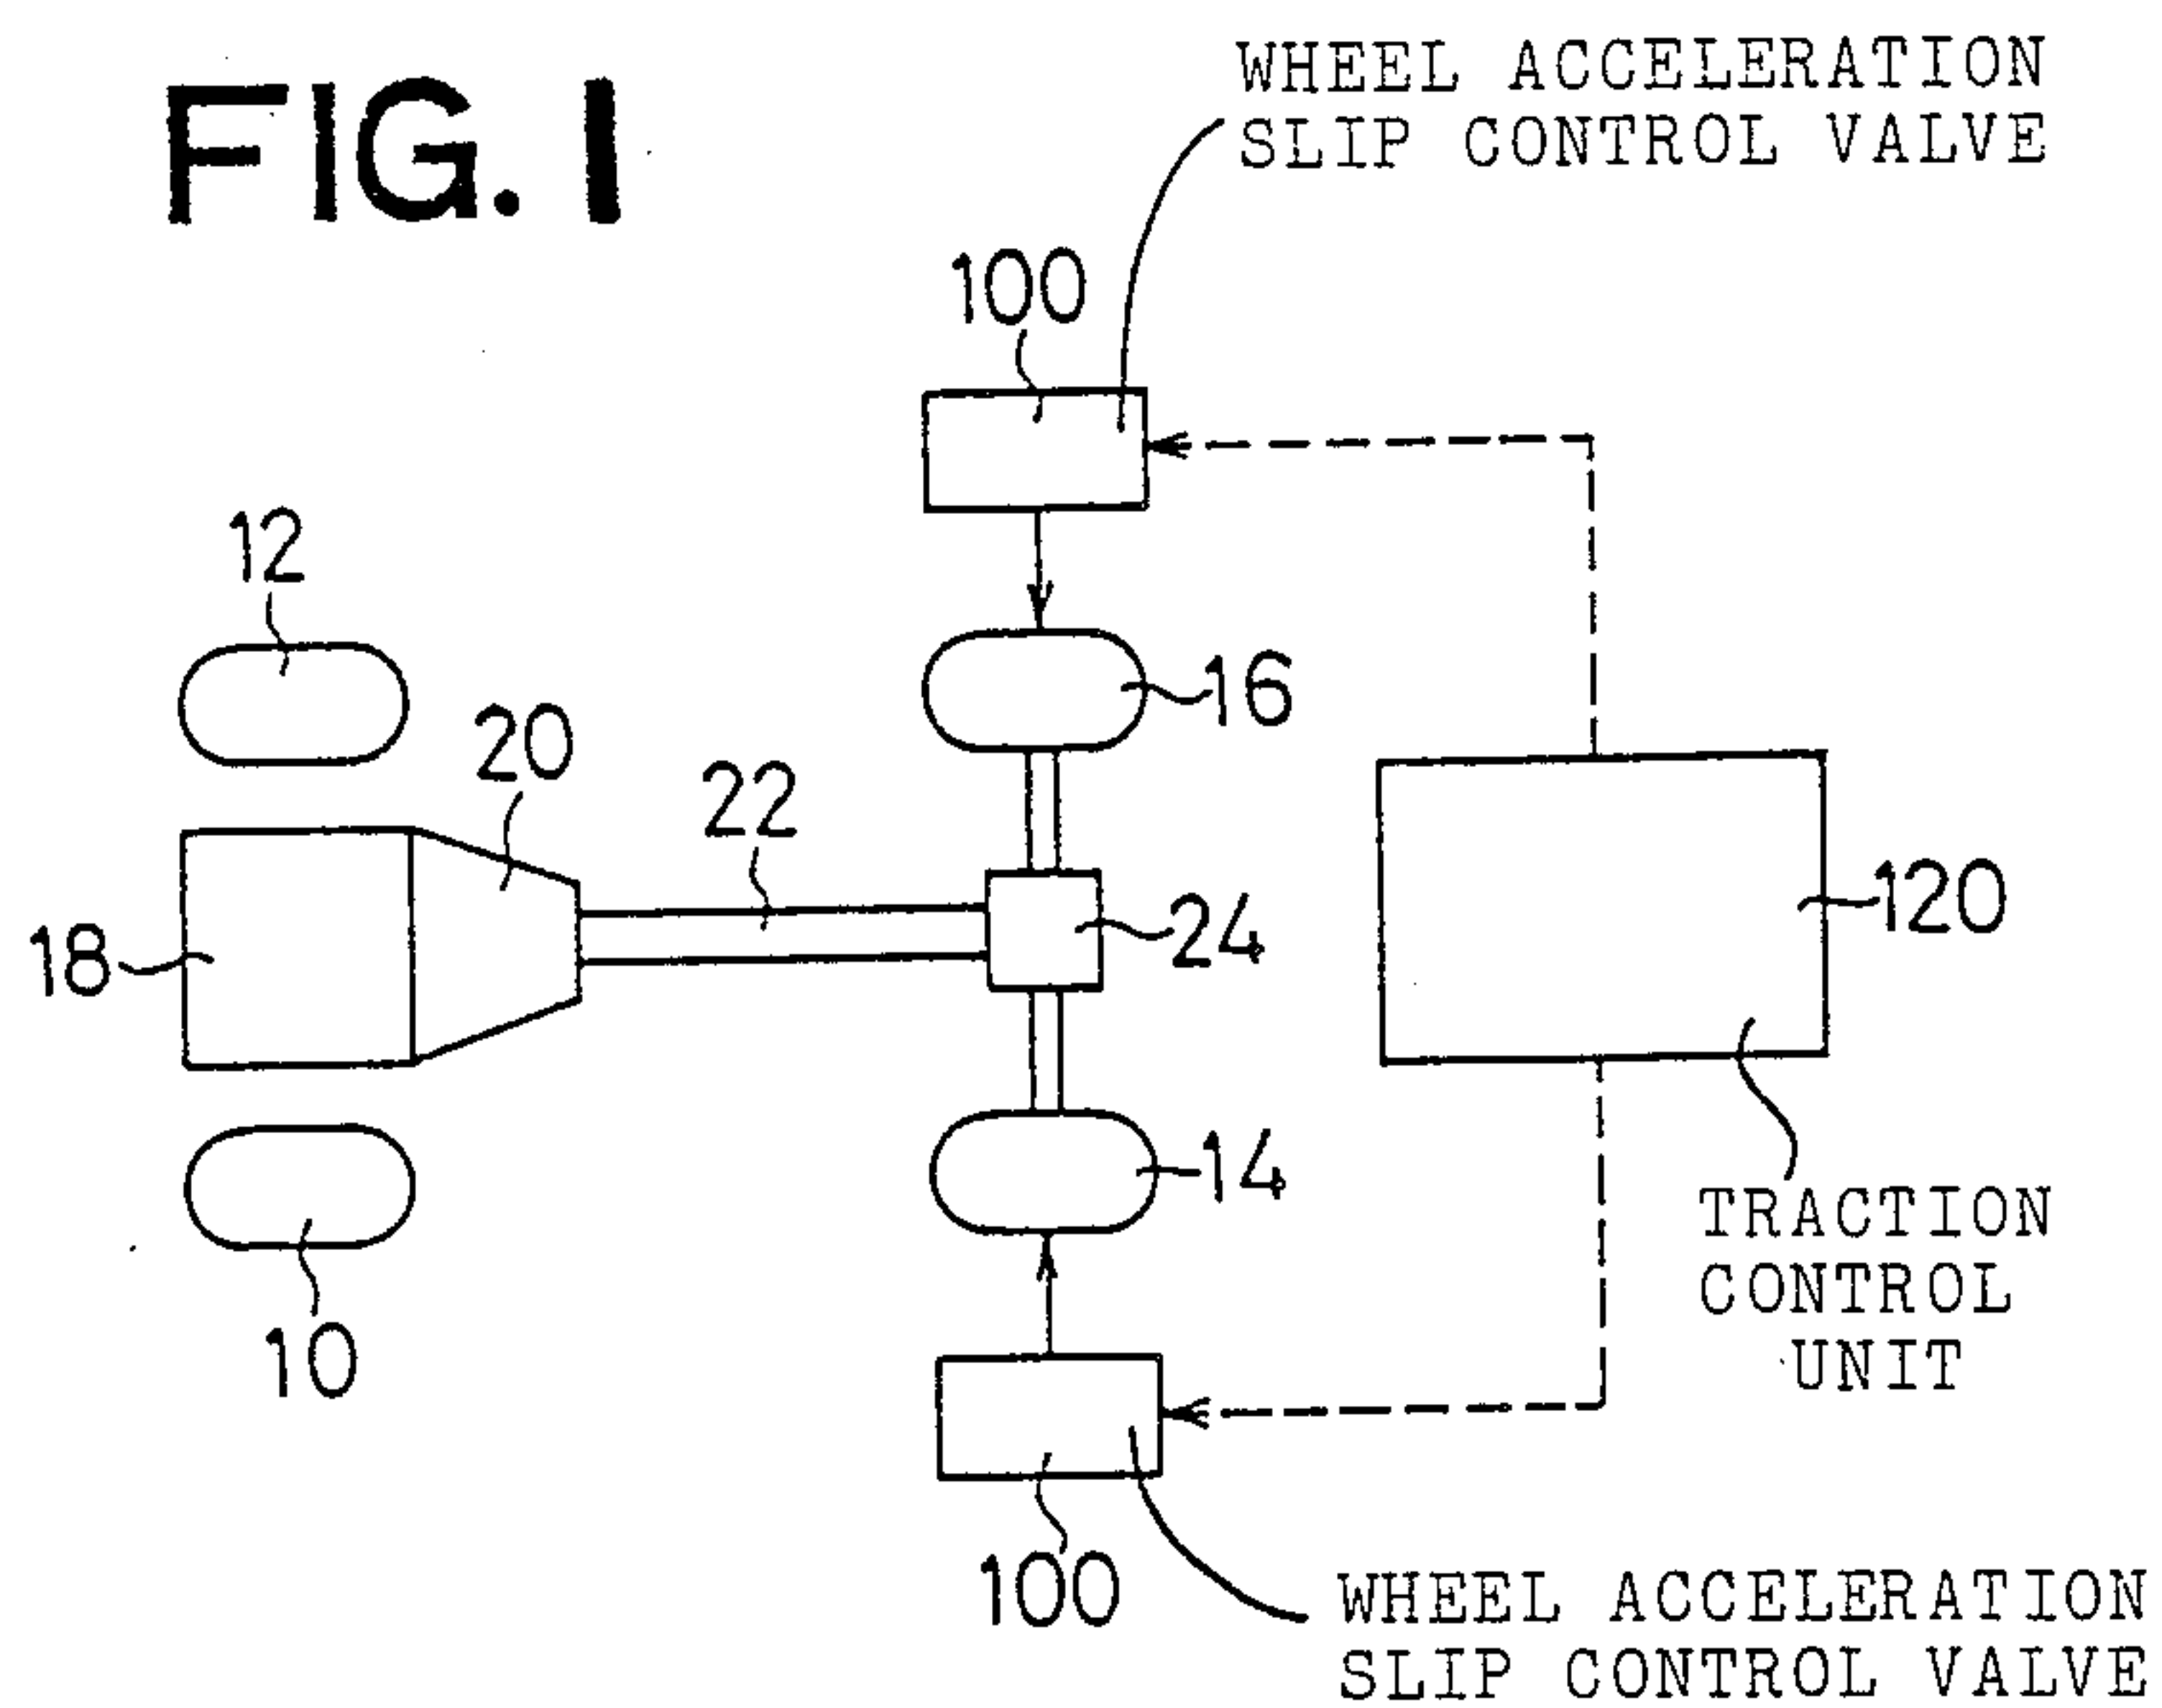 FIG.1
WHEEL ACCELERATION
SLIP CONTROL VALVE
100
12
16
20
22
120
24
18
14
TRACTION
CONTROL
UNIT
10
100
WHEEL ACCELERATION
SLIP CONTROL VALVE